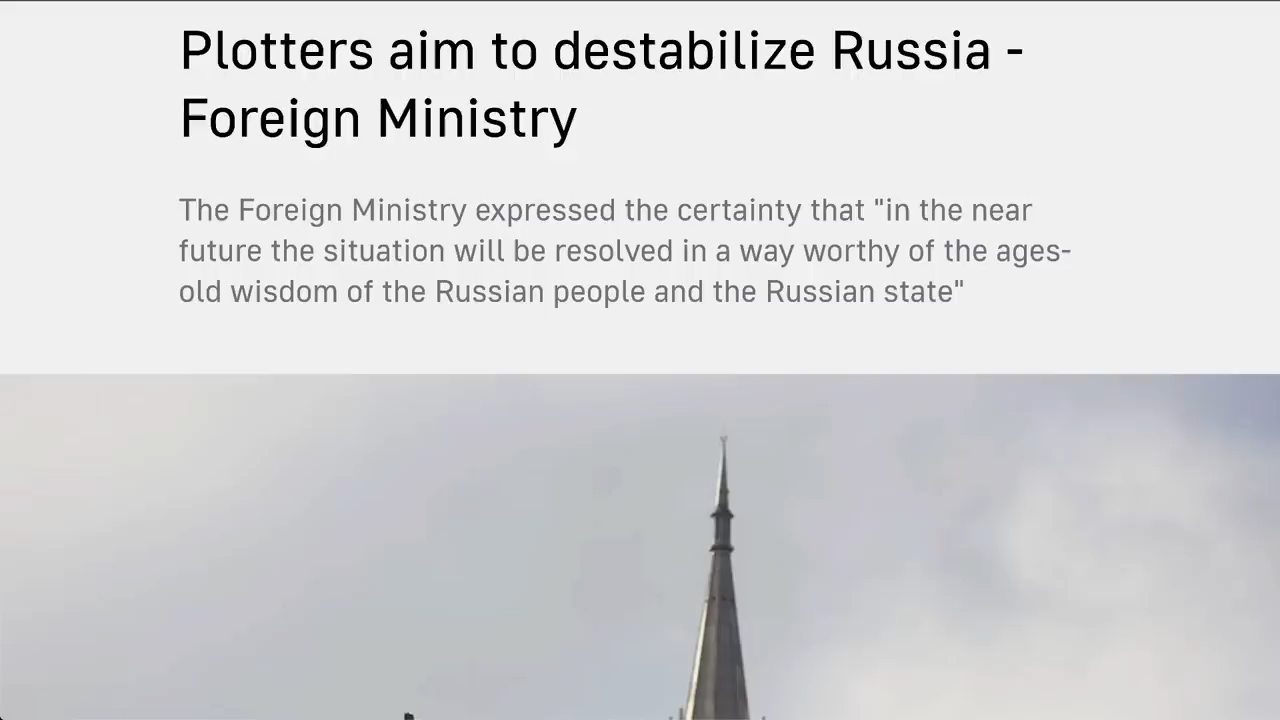 Plotters aim to destabilize Russia -
Foreign Ministry
The Foreign Ministry expressed the certainty that "in the near
future the situation will be resolved in a way worthy of the ages-
old wisdom of the Russian people and the Russian state"